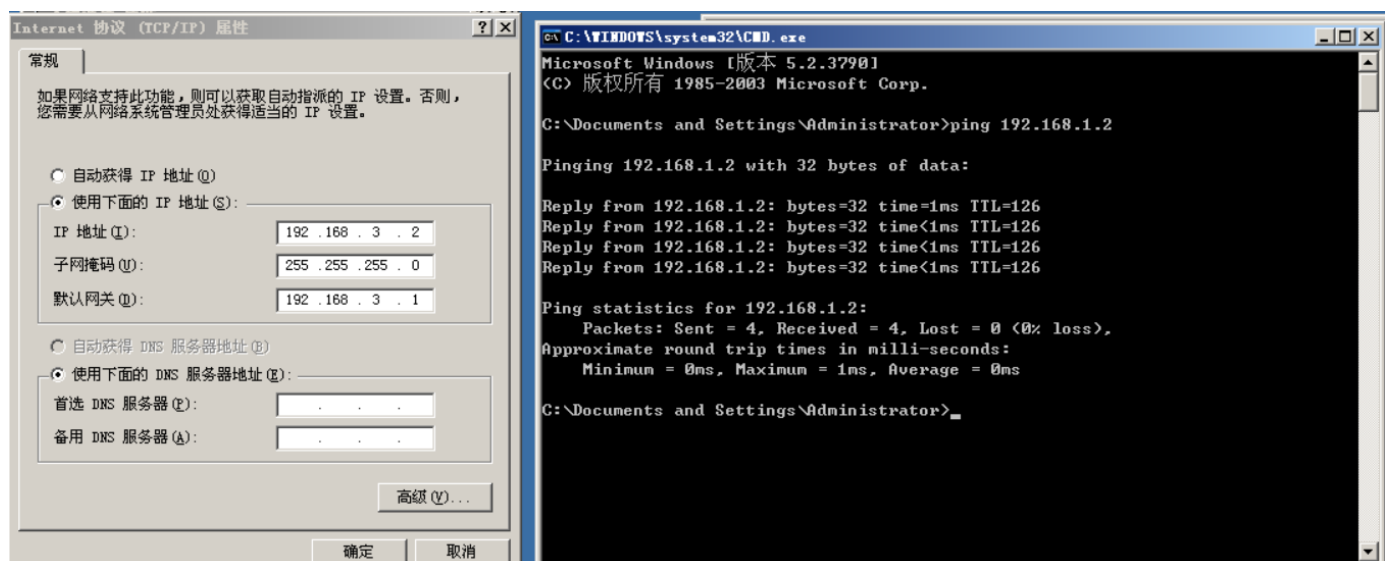 Internet 协议 (TCP/IP) 属性
常规
如果网络支持此功能，则可以获取自动指派的 IP 设置。否则，
您需要从网络系统管理员处获得适当的 IP 设置。
自动获得 IP 地址(O)
使用下面的 IP 地址(S):
IP 地址(I): 192 .168 . 3 . 2
子网掩码(U): 255 .255 .255 . 0
默认网关(D): 192 .168 . 3 . 1
自动获得 DNS 服务器地址(B)
使用下面的 DNS 服务器地址(E):
首选 DNS 服务器(P): . . .
备用 DNS 服务器(A): . . .
高级(V)...
确定 取消
C:\WINDOWS\system32\CMD.exe
Microsoft Windows [版本 5.2.3790]
(C) 版权所有 1985-2003 Microsoft Corp.
C:\Documents and Settings\Administrator>ping 192.168.1.2
Pinging 192.168.1.2 with 32 bytes of data:
Reply from 192.168.1.2: bytes=32 time=1ms TTL=126
Reply from 192.168.1.2: bytes=32 time<1ms TTL=126
Reply from 192.168.1.2: bytes=32 time<1ms TTL=126
Reply from 192.168.1.2: bytes=32 time<1ms TTL=126
Ping statistics for 192.168.1.2:
Packets: Sent = 4, Received = 4, Lost = 0 (0% loss),
Approximate round trip times in milli-seconds:
Minimum = 0ms, Maximum = 1ms, Average = 0ms
C:\Documents and Settings\Administrator>_